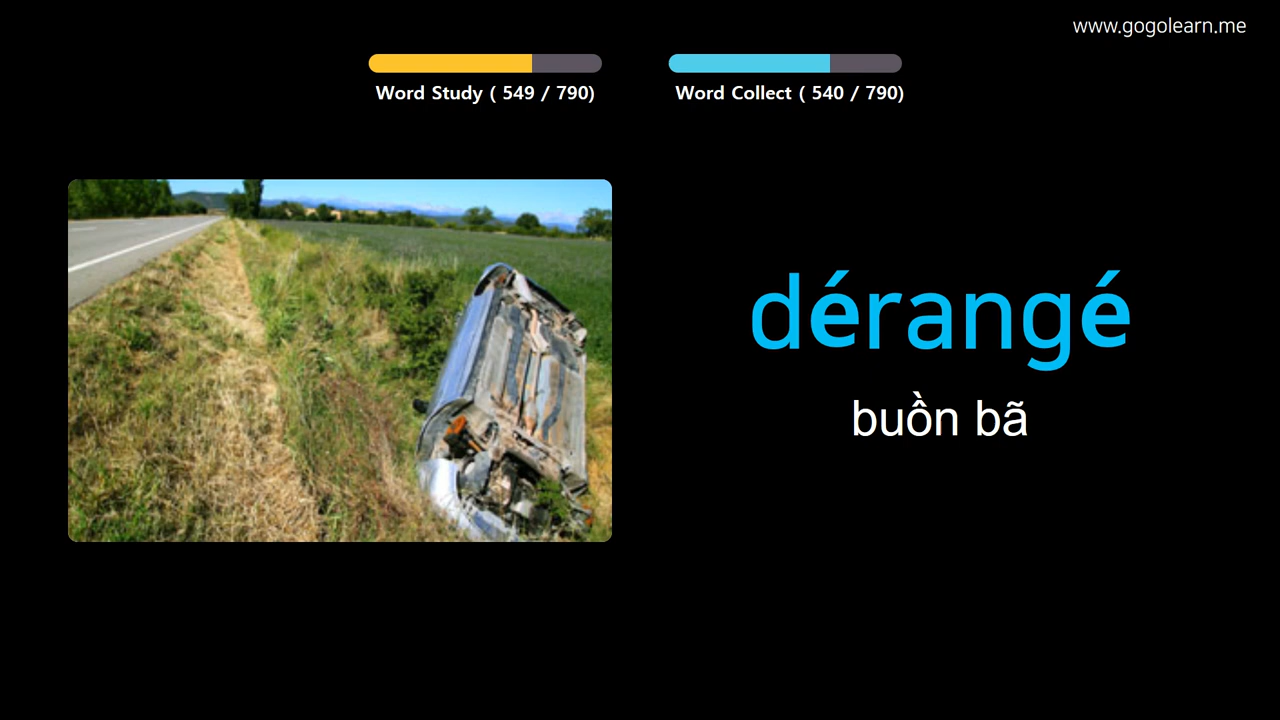 www.gogolearn.me
Word Study ( 549 / 790)
Word Collect ( 540 / 790)
dérangé
buồn bã